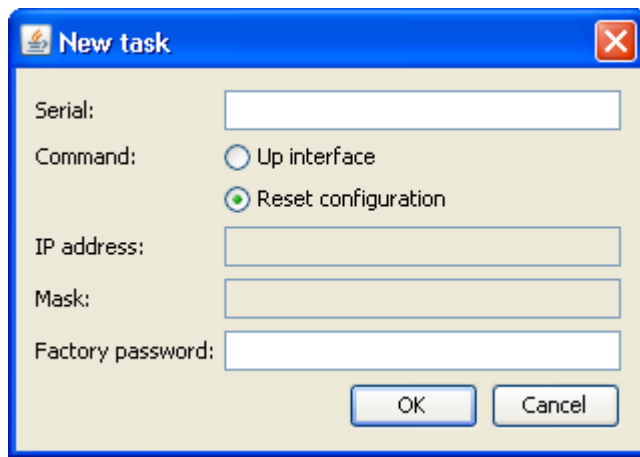 New task
Serial:
Command:
Up interface
Reset configuration
IP address:
Mask:
Factory password:
OK
Cancel